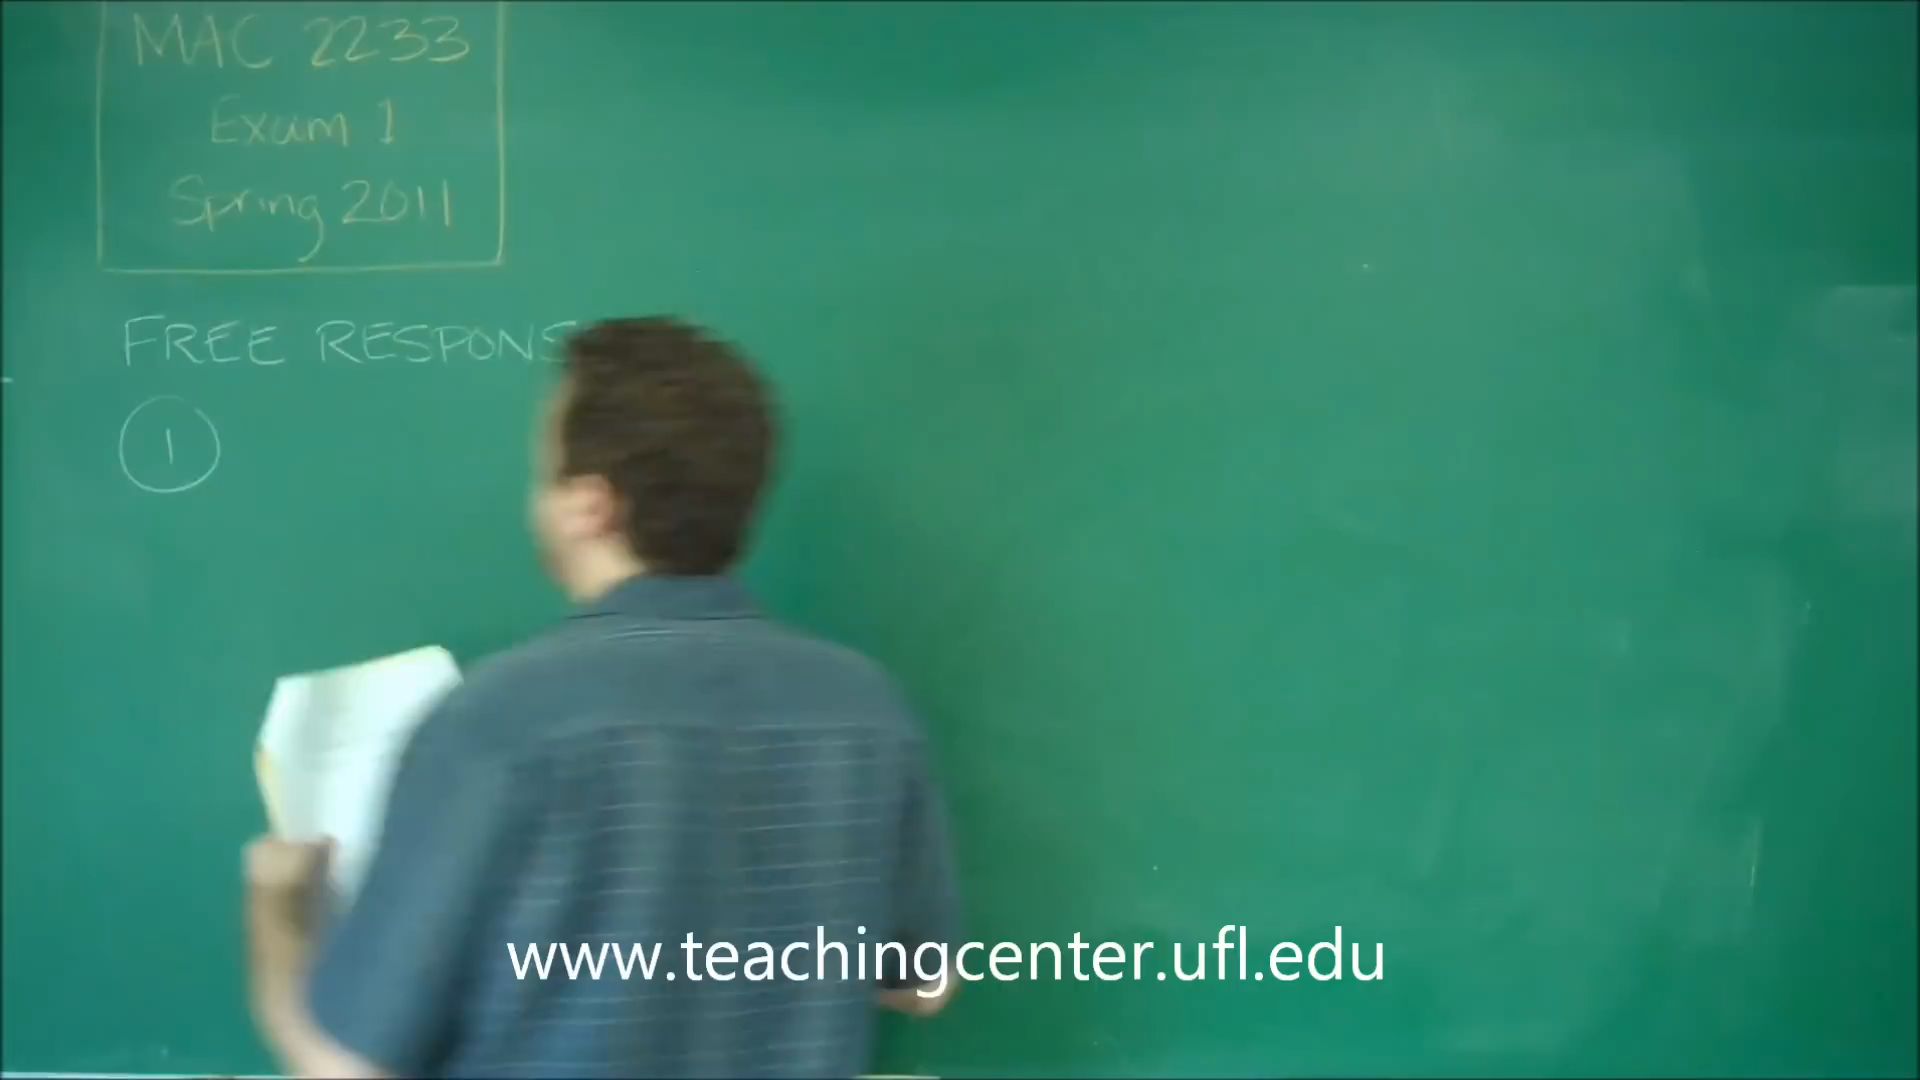 MAC 2233
Exam 1
Spring 2011
FREE RESPONS
1
www.teachingcenter.ufl.edu